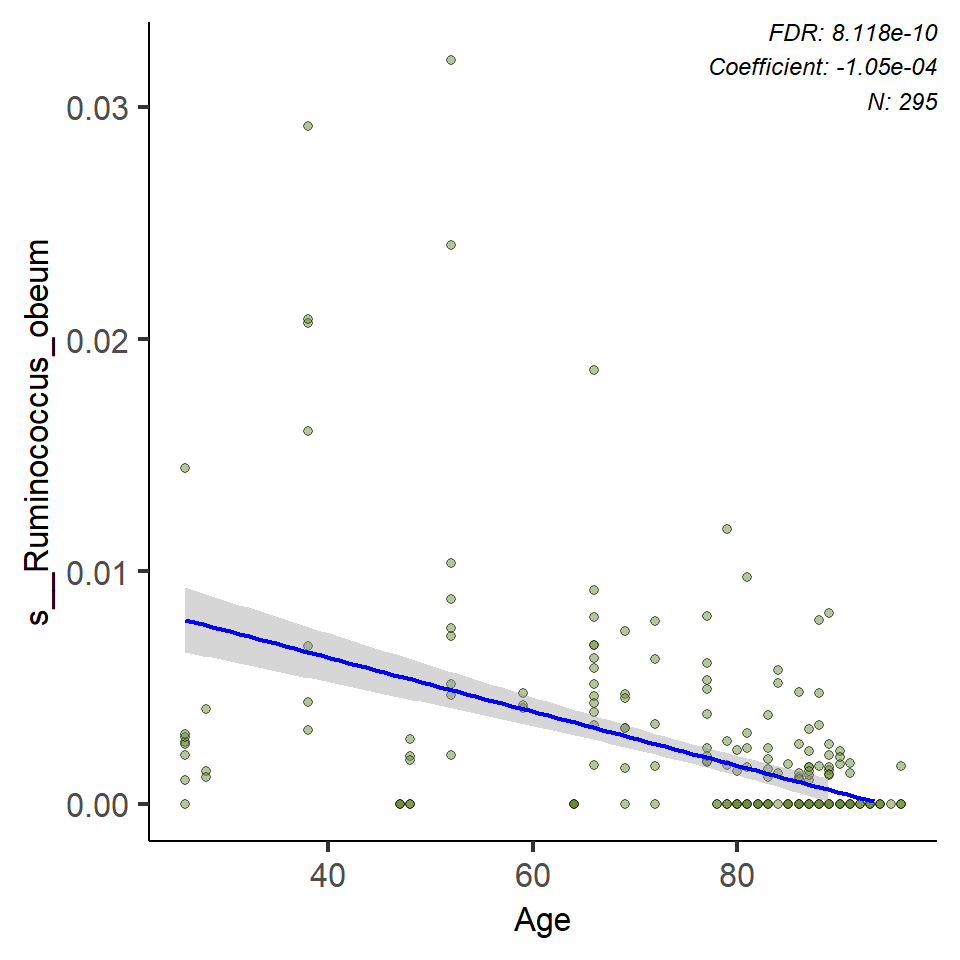 FDR: 8.118e-10
Coefficient: -1.05e-04
N: 295
s__Ruminococcus_obeum
0.03
0.02
0.01
0.00
40 60 80
Age